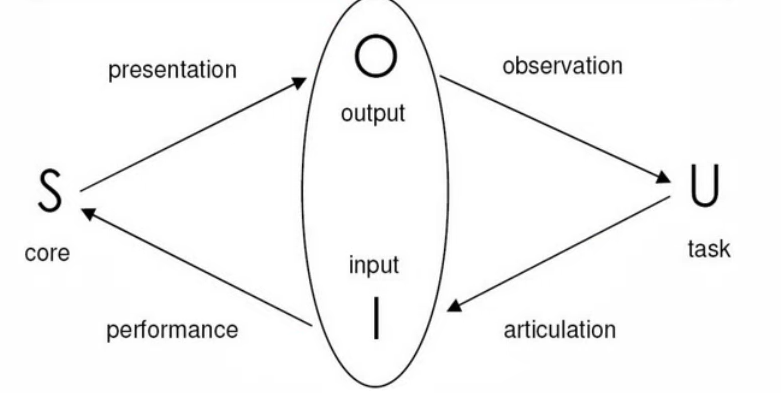 O
presentation
observation
output
S
U
core
task
input
I
performance
articulation